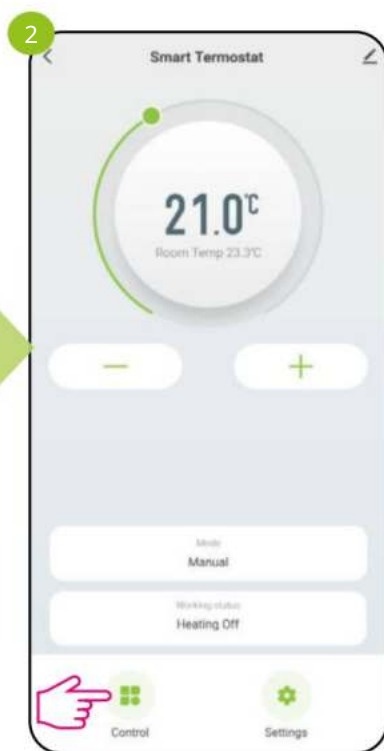 2
Smart Termostat
21.0℃
Room Temp 23.3℃
Mode
Manual
Working status
Heating Off
Control
Settings